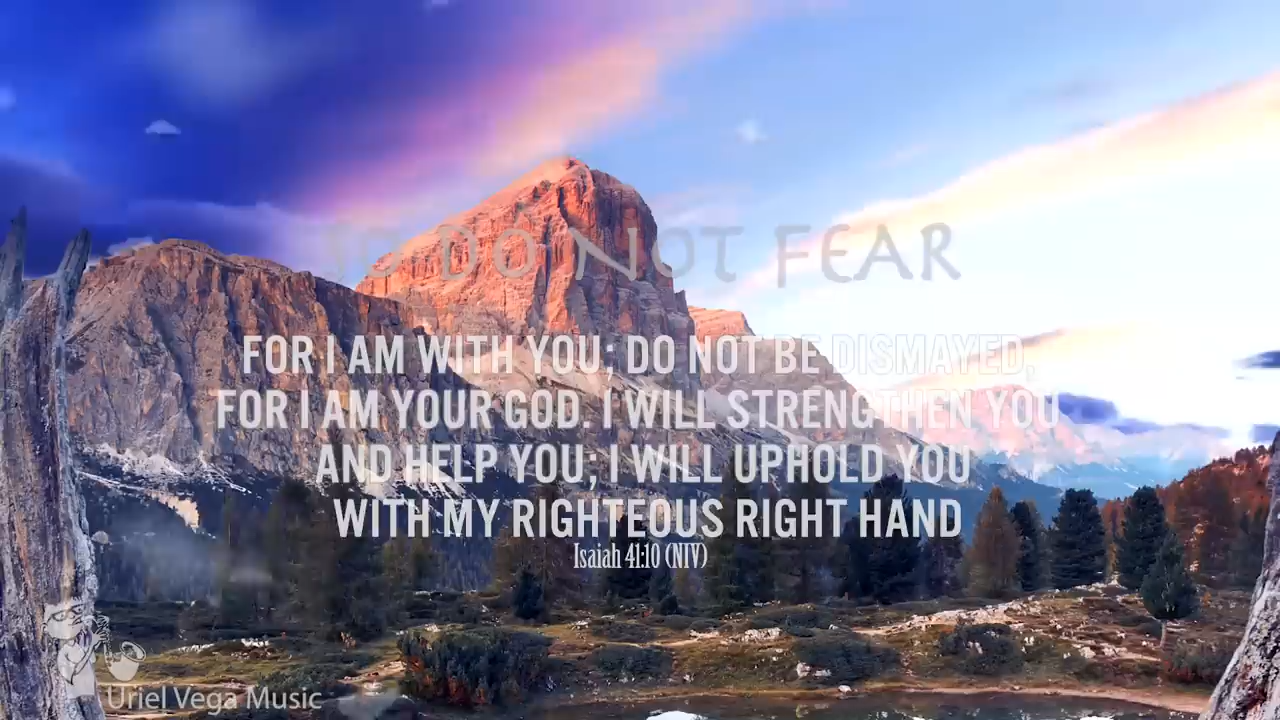 SO DO NOT FEAR
FOR I AM WITH YOU; DO NOT BE DISMAYED,
FOR I AM YOUR GOD. I WILL STRENGTHEN YOU
AND HELP YOU; I WILL UPHOLD YOU
WITH MY RIGHTEOUS RIGHT HAND
Isaiah 41:10 (NIV)
Uriel Vega Music